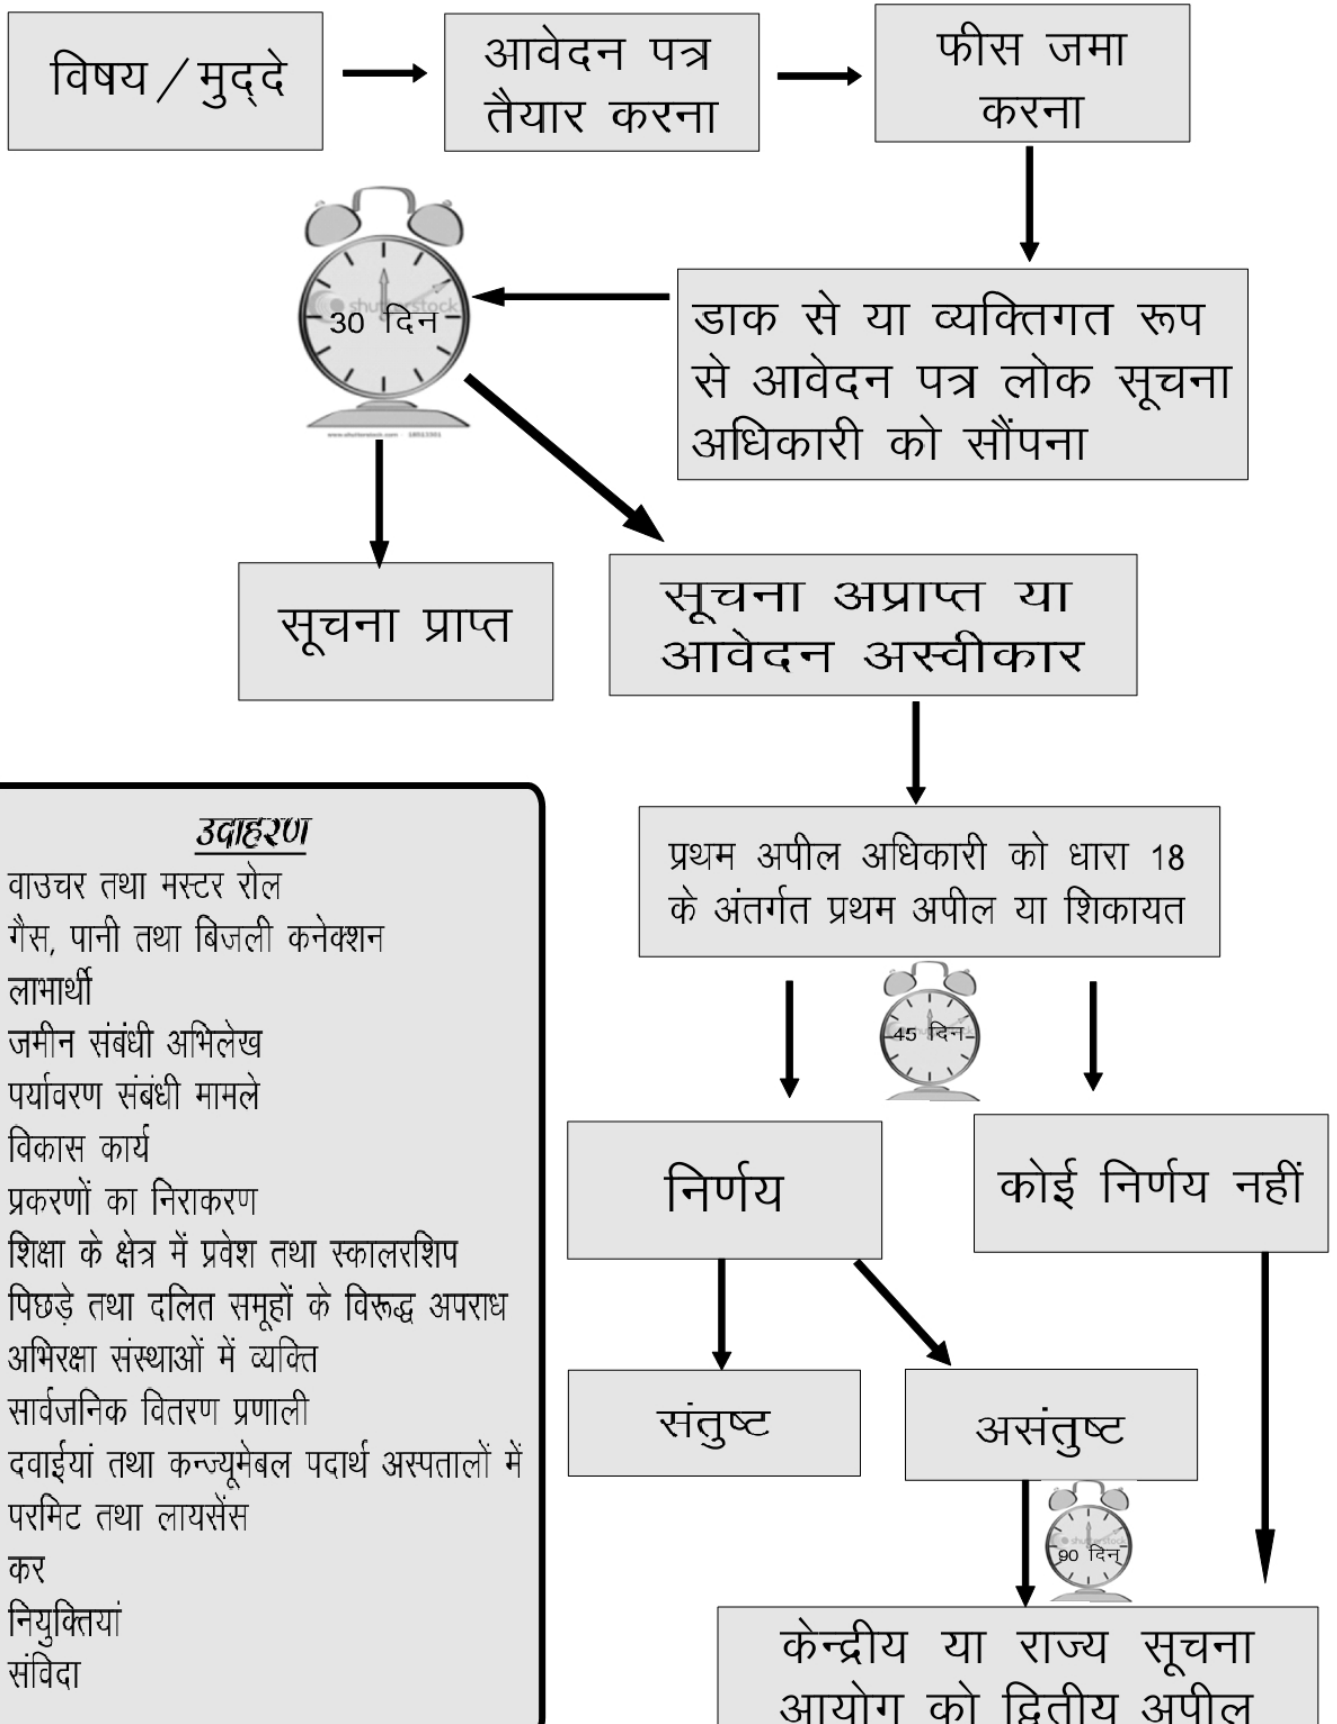 विषय / मुद्दे
आवेदन पत्र
तैयार करना
फीस जमा
करना
shutterstock
30 दिन
www.shutterstock.com
डाक से या व्यक्तिगत रूप
से आवेदन पत्र लोक सूचना
अधिकारी को सौंपना
सूचना प्राप्त
सूचना अप्राप्त या
आवेदन अस्वीकार
प्रथम अपील अधिकारी को धारा 18
के अंतर्गत प्रथम अपील या शिकायत
45 दिन
निर्णय
कोई निर्णय नहीं
संतुष्ट
असंतुष्ट
90 दिन
केन्द्रीय या राज्य सूचना
आयोग को द्वितीय अपील
उदाहरण
वाउचर तथा मस्टर रोल
गैस, पानी तथा बिजली कनेक्शन
लाभार्थी
जमीन संबंधी अभिलेख
पर्यावरण संबंधी मामले
विकास कार्य
प्रकरणों का निराकरण
शिक्षा के क्षेत्र में प्रवेश तथा स्कालरशिप
पिछड़े तथा दलित समूहों के विरूद्ध अपराध
अभिरक्षा संस्थाओं में व्यक्ति
सार्वजनिक वितरण प्रणाली
दवाईयां तथा कन्ज्यूमेबल पदार्थ अस्पतालों में
परमिट तथा लायसेंस
कर
नियुक्तियां
संविदा